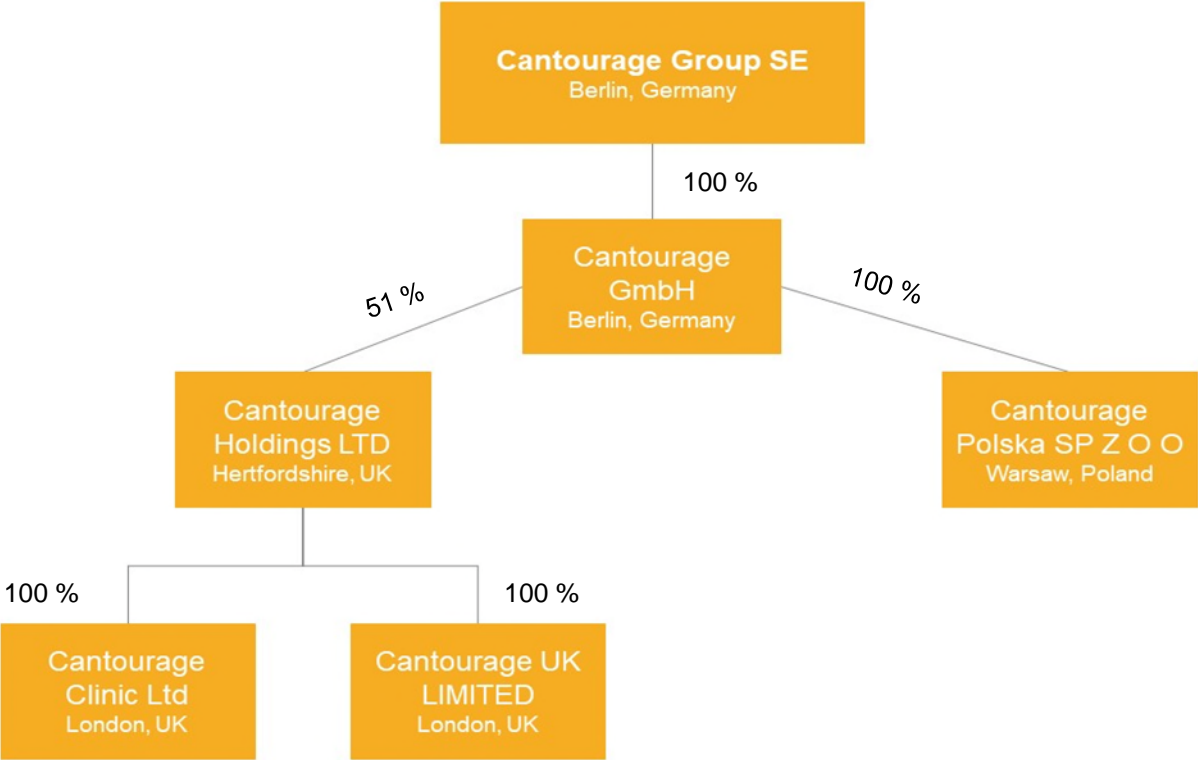 Cantourage Group SE
Berlin, Germany
100 %
Cantourage
GmbH
Berlin, Germany
51 %
100 %
Cantourage
Holdings LTD
Hertfordshire, UK
Cantourage
Polska SP Z O O
Warsaw, Poland
100 %
100 %
Cantourage
Clinic Ltd
London, UK
Cantourage UK
LIMITED
London, UK